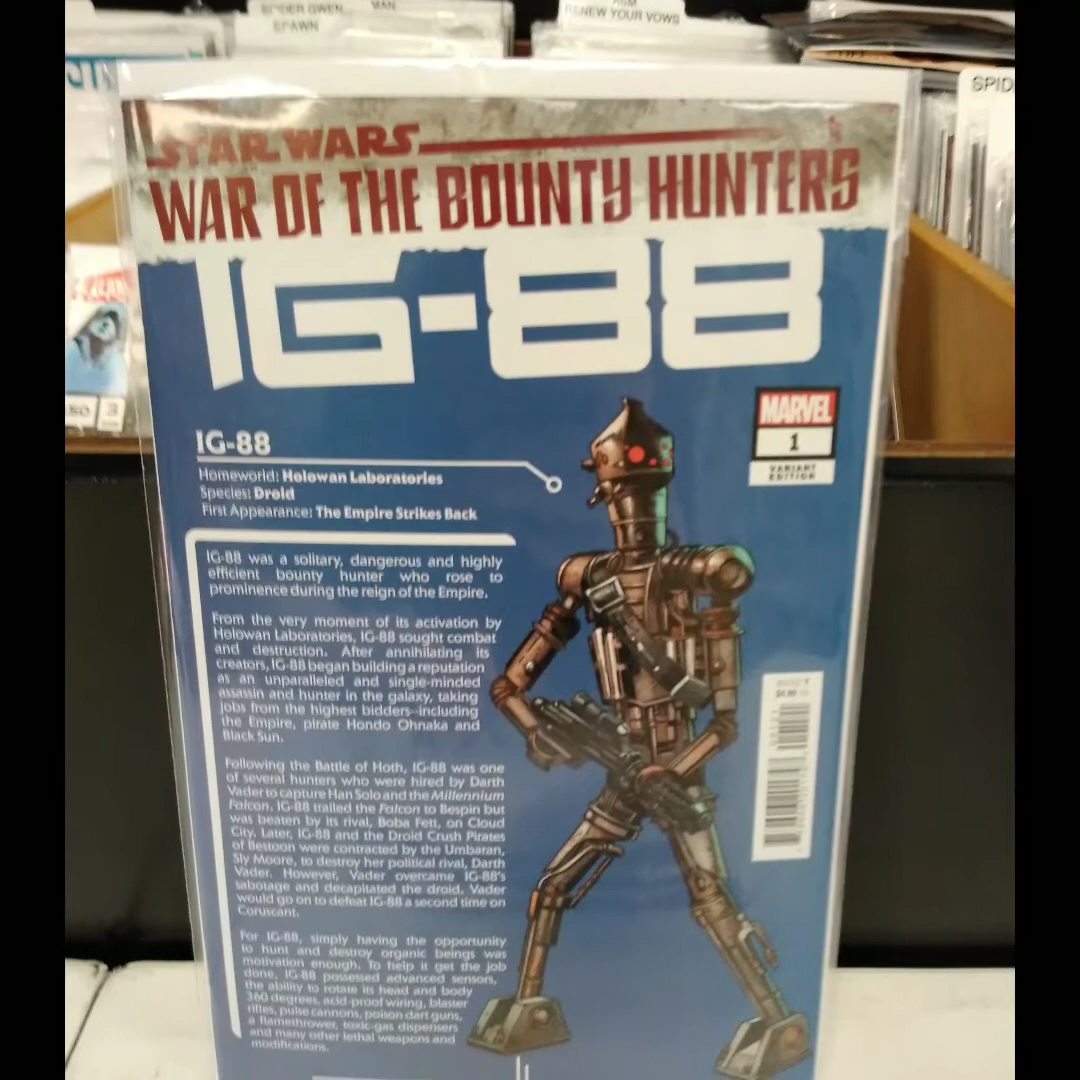 SPIDER GWEN
SPAWN
MAN
RENEW YOUR VOWS
SPID
STAR WARS
WAR OF THE BOUNTY HUNTERS
IG-88
MARVEL
1
VARIANT
EDITION
3
IG-88
Homeworld: Holowan Laboratories
Species: Droid
First Appearance: The Empire Strikes Back
IG-88 was a solitary, dangerous and highly
efficient bounty hunter who rose to
prominence during the reign of the Empire.
From the very moment of its activation by
Holowan Laboratories, IG-88 sought combat
and destruction. After annihilating its
creators, IG-88 began building a reputation
as an unparalleled and single-minded
assassin and hunter in the galaxy, taking
jobs from the highest bidders—including
the Empire, pirate Hondo Ohnaka and
Black Sun.
Following the Battle of Hoth, IG-88 was one
of several hunters who were hired by Darth
Vader to capture Han Solo and the Millennium
Falcon. IG-88 trailed the Falcon to Bespin but
was beaten by its rival, Boba Fett, on Cloud
City. Later, IG-88 and the Droid Crush Pirates
of Bestoon were contracted by the Umbaran,
Sly Moore, to destroy her political rival, Darth
Vader. However, Vader overcame IG-88's
sabotage and decapitated the droid. Vader
would go on to defeat IG-88 a second time on
Coruscant.
For IG-88, simply having the opportunity
to hunt and destroy organic beings was
motivation enough. To help it get the job
done, IG-88 possessed advanced sensors,
the ability to rotate its head and body
360 degrees, acid-proof wiring, blaster
rifles, pulse cannons, poison dart guns,
a flamethrower, toxic-gas dispensers
and many other lethal weapons and
modifications.